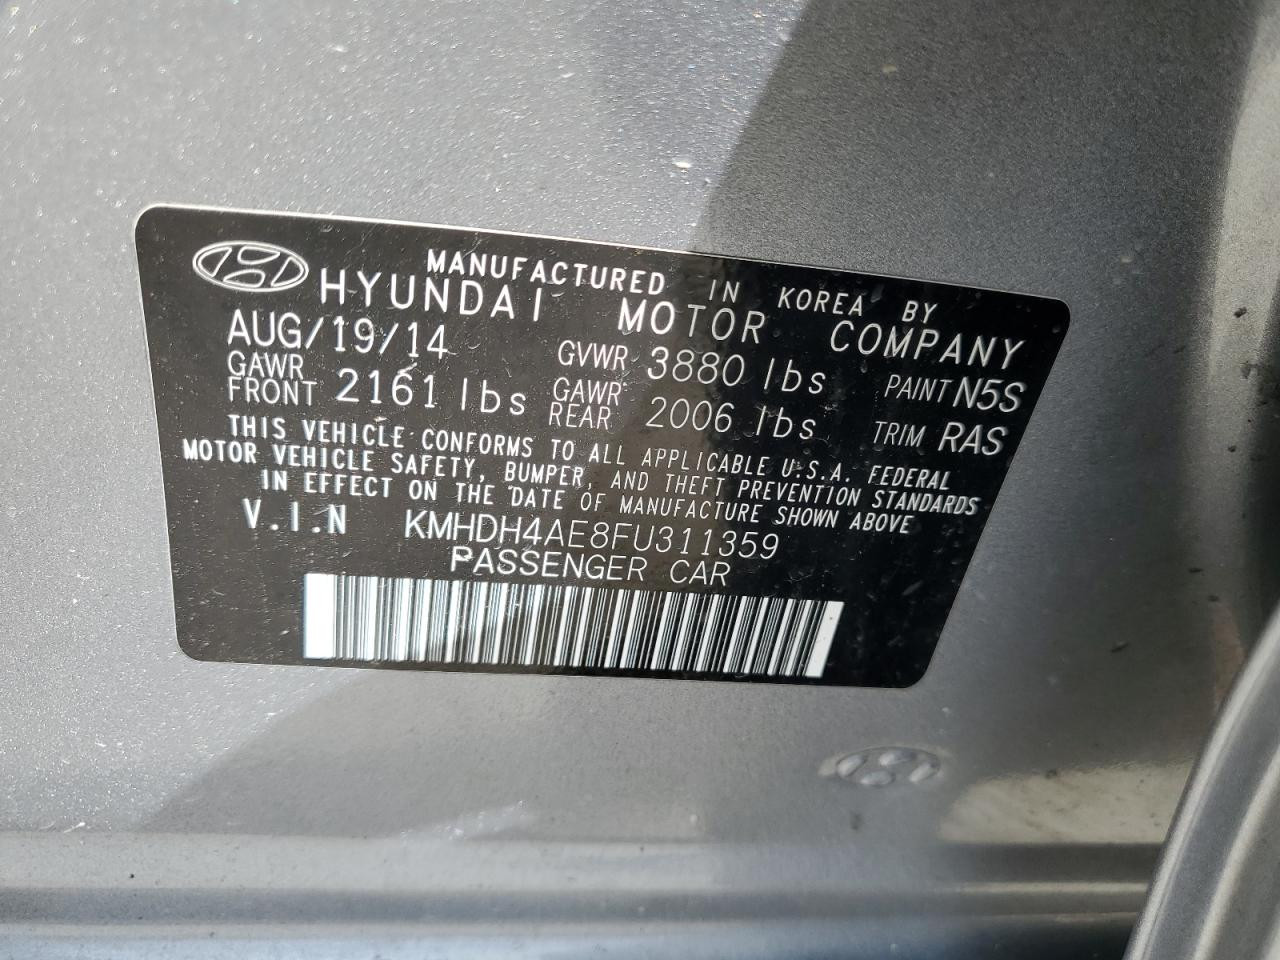 MANUFACTURED IN KOREA BY
HYUNDAI MOTOR COMPANY
AUG/19/14 GVWR 3880 lbs PAINT N5S
GAWR FRONT 2161 lbs GAWR REAR 2006 lbs TRIM RAS
THIS VEHICLE CONFORMS TO ALL APPLICABLE U.S.A. FEDERAL
MOTOR VEHICLE SAFETY, BUMPER, AND THEFT PREVENTION STANDARDS
IN EFFECT ON THE DATE OF MANUFACTURE SHOWN ABOVE
V.I.N KMHDH4AE8FU311359
PASSENGER CAR